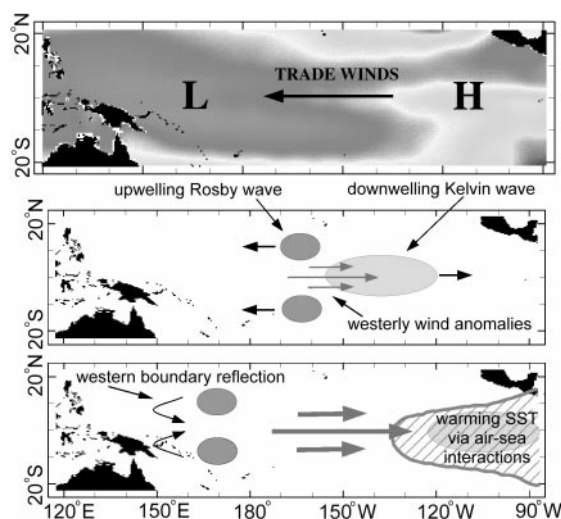 20°N
L
TRADE WINDS
H
20°S
upwelling Rosby wave
downwelling Kelvin wave
20°N
westerly wind anomalies
20°S
western boundary reflection
20°N
warming SST
via air-sea
interactions
20°S
120°E 150°E 180° 150°W 120°W 90°W